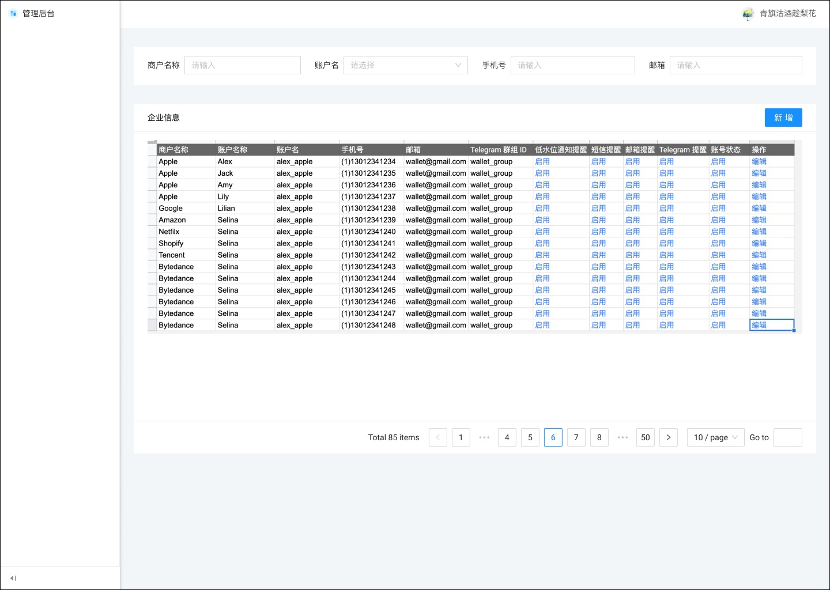 管理后台
青旗沽酒趁梨花
商户名称 请输入 账户名 请选择 手机号 请输入 邮箱 请输入
企业信息 新 增
商户名称 账户名称 账户名 手机号 邮箱 Telegram 群组 ID 低水位通知提醒 短信提醒 邮箱提醒 Telegram 提醒 账号状态 操作
Apple Alex alex_apple (1)13012341234 wallet@gmail.com wallet_group 启用 启用 启用 启用 启用 编辑
Apple Jack alex_apple (1)13012341235 wallet@gmail.com wallet_group 启用 启用 启用 启用 启用 编辑
Apple Amy alex_apple (1)13012341236 wallet@gmail.com wallet_group 启用 启用 启用 启用 启用 编辑
Apple Lily alex_apple (1)13012341237 wallet@gmail.com wallet_group 启用 启用 启用 启用 启用 编辑
Google Lilian alex_apple (1)13012341238 wallet@gmail.com wallet_group 启用 启用 启用 启用 启用 编辑
Amazon Selina alex_apple (1)13012341239 wallet@gmail.com wallet_group 启用 启用 启用 启用 启用 编辑
Netfilx Selina alex_apple (1)13012341240 wallet@gmail.com wallet_group 启用 启用 启用 启用 启用 编辑
Shopify Selina alex_apple (1)13012341241 wallet@gmail.com wallet_group 启用 启用 启用 启用 启用 编辑
Tencent Selina alex_apple (1)13012341242 wallet@gmail.com wallet_group 启用 启用 启用 启用 启用 编辑
Bytedance Selina alex_apple (1)13012341243 wallet@gmail.com wallet_group 启用 启用 启用 启用 启用 编辑
Bytedance Selina alex_apple (1)13012341244 wallet@gmail.com wallet_group 启用 启用 启用 启用 启用 编辑
Bytedance Selina alex_apple (1)13012341245 wallet@gmail.com wallet_group 启用 启用 启用 启用 启用 编辑
Bytedance Selina alex_apple (1)13012341246 wallet@gmail.com wallet_group 启用 启用 启用 启用 启用 编辑
Bytedance Selina alex_apple (1)13012341247 wallet@gmail.com wallet_group 启用 启用 启用 启用 启用 编辑
Bytedance Selina alex_apple (1)13012341248 wallet@gmail.com wallet_group 启用 启用 启用 启用 启用 编辑
Total 85 items < 1 ••• 4 5 6 7 8 ••• 50 > 10 / page Go to